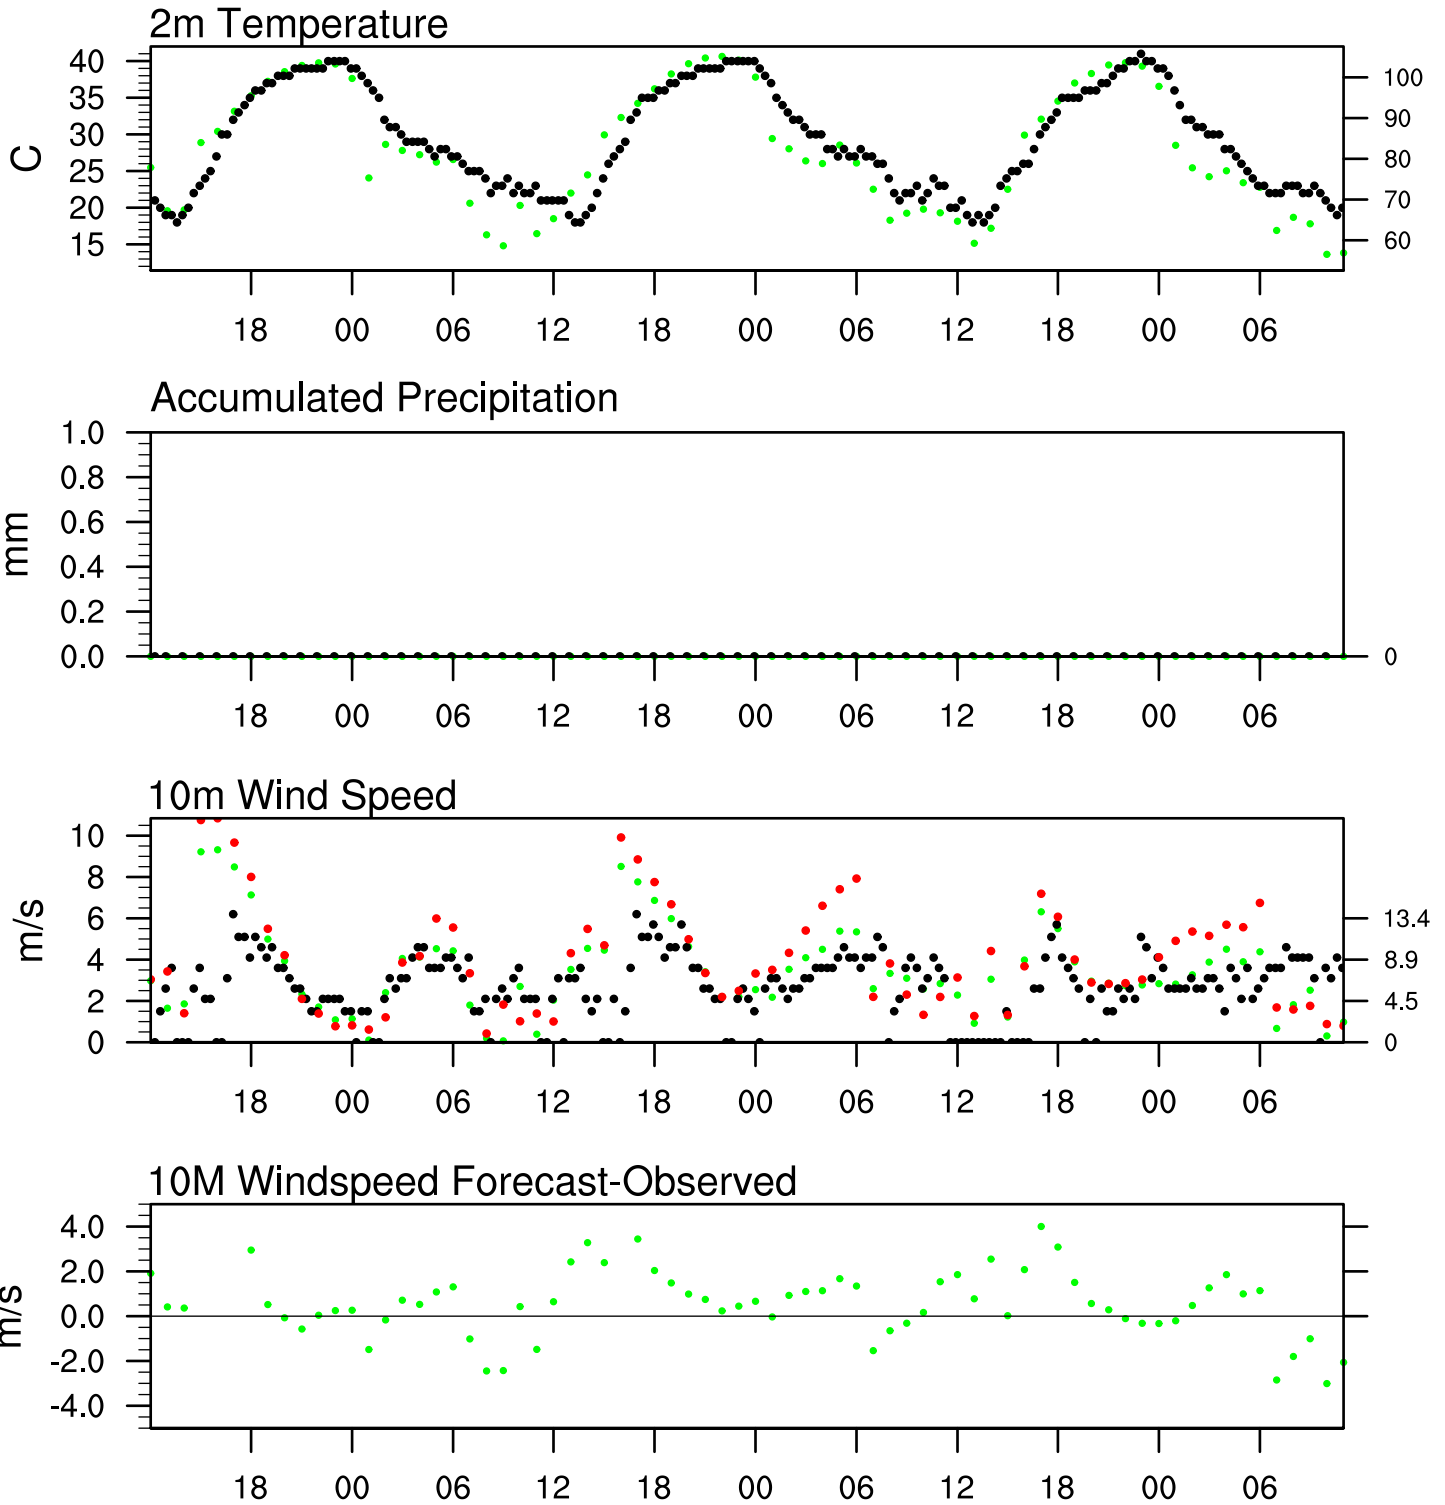 2m Temperature
40
35
30
25
20
15
C
100
90
80
70
60
18 00 06 12 18 00 06 12 18 00 06
Accumulated Precipitation
1.0
0.8
0.6
0.4
0.2
0.0
mm
0
18 00 06 12 18 00 06 12 18 00 06
10m Wind Speed
10
8
6
4
2
0
m/s
13.4
8.9
4.5
0
18 00 06 12 18 00 06 12 18 00 06
10M Windspeed Forecast-Observed
4.0
2.0
0.0
-2.0
-4.0
m/s
18 00 06 12 18 00 06 12 18 00 06